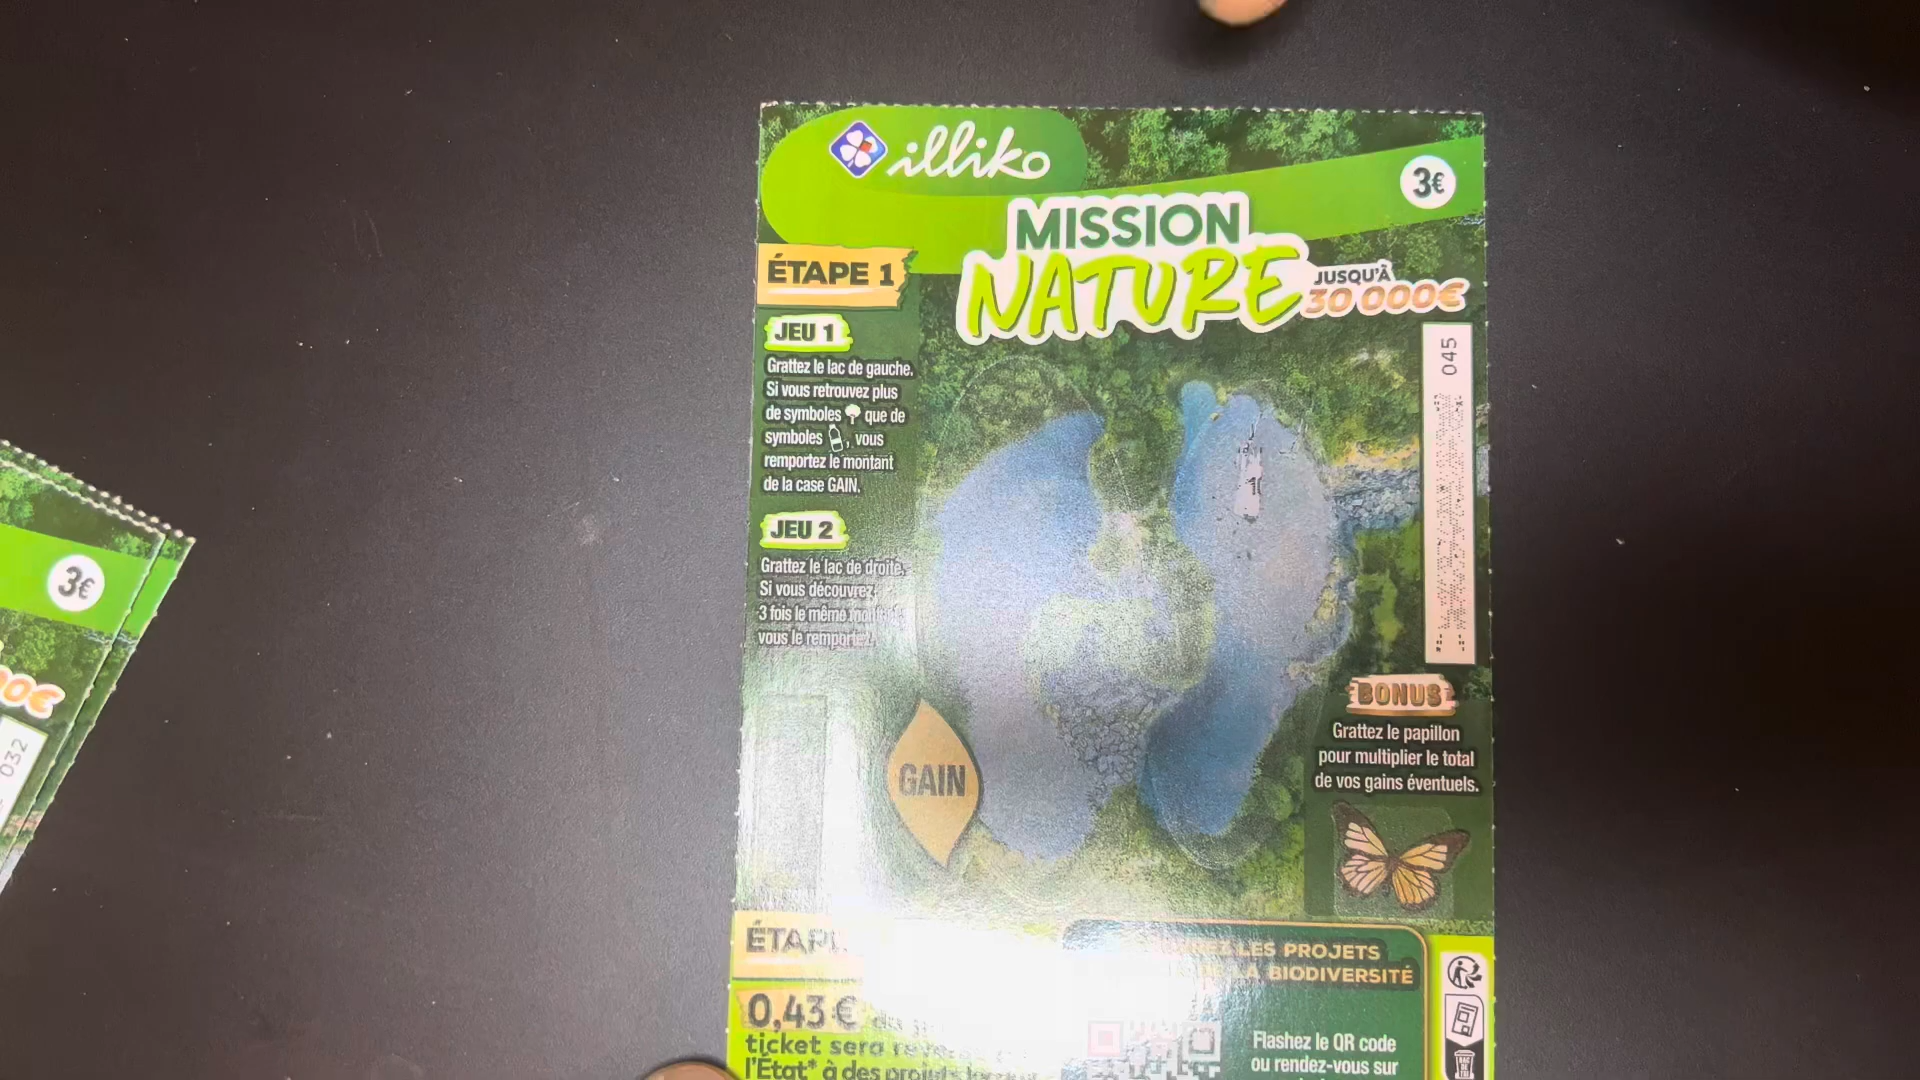 illiko
3€
MISSION
NATURE
JUSQU'À
30 000€
ÉTAPE 1
JEU 1
Grattez le lac de gauche.
Si vous retrouvez plus
de symboles que de
symboles , vous
remportez le montant
de la case GAIN.
JEU 2
Grattez le lac de droite.
Si vous découvrez
3 fois le même
vous le remportez.
045
GAIN
BONUS
Grattez le papillon
pour multiplier le total
de vos gains éventuels.
0,43 €
ticket sera
l'État* à des projets
LES PROJETS
DE LA BIODIVERSITÉ
Flashez le QR code
ou rendez-vous sur
3€
0€
032